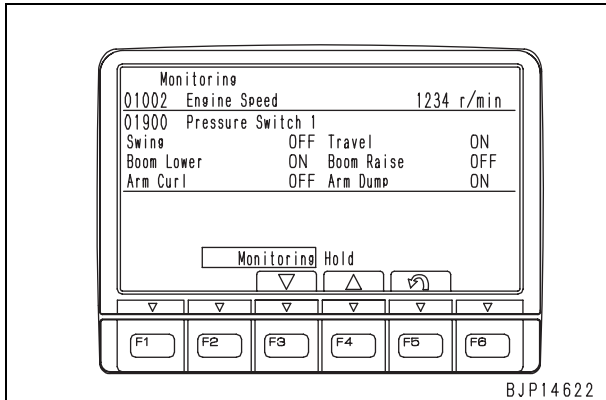 Monitoring
01002 Engine Speed 1234 r/min
01900 Pressure Switch 1
Swing OFF Travel ON
Boom Lower ON Boom Raise OFF
Arm Curl OFF Arm Dump ON
Monitoring Hold
F1 F2 F3 F4 F5 F6
BJP14622